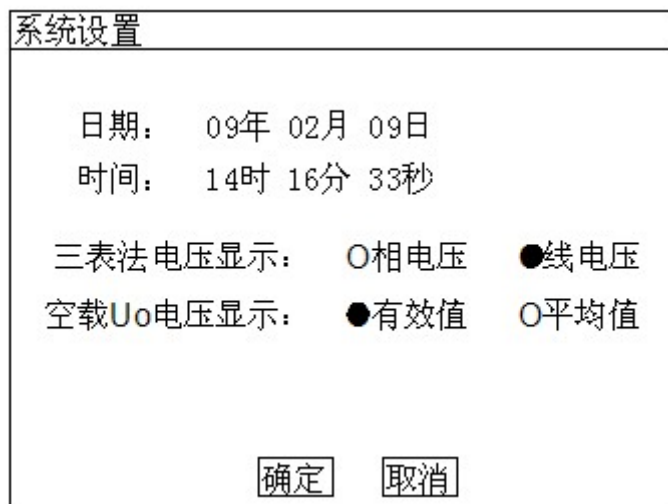 系统设置
日期： 09年 02月 09日
时间： 14时 16分 33秒
三表法电压显示： O相电压 ●线电压
空载Uo电压显示： ●有效值 O平均值
确定 取消